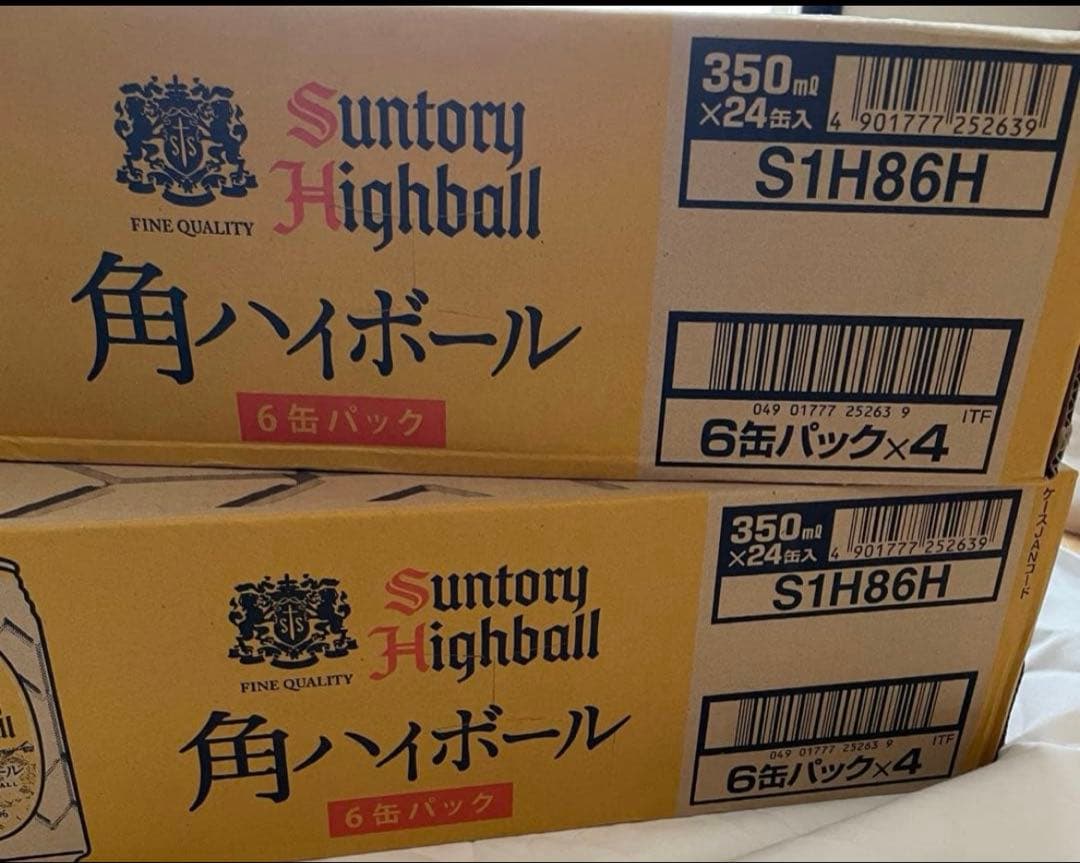 Suntory
Highball
FINE QUALITY
角ハイボール
6缶パック
350ml
×24缶入
4 901777 252639
S1H86H
049 01777 25263 9
ITF
6缶パック×4
Suntory
Highball
FINE QUALITY
角ハイボール
6缶パック
350ml
×24缶入
4 901777 252639
S1H86H
ケースJANコード
049 01777 25263 9
ITF
6缶パック×4